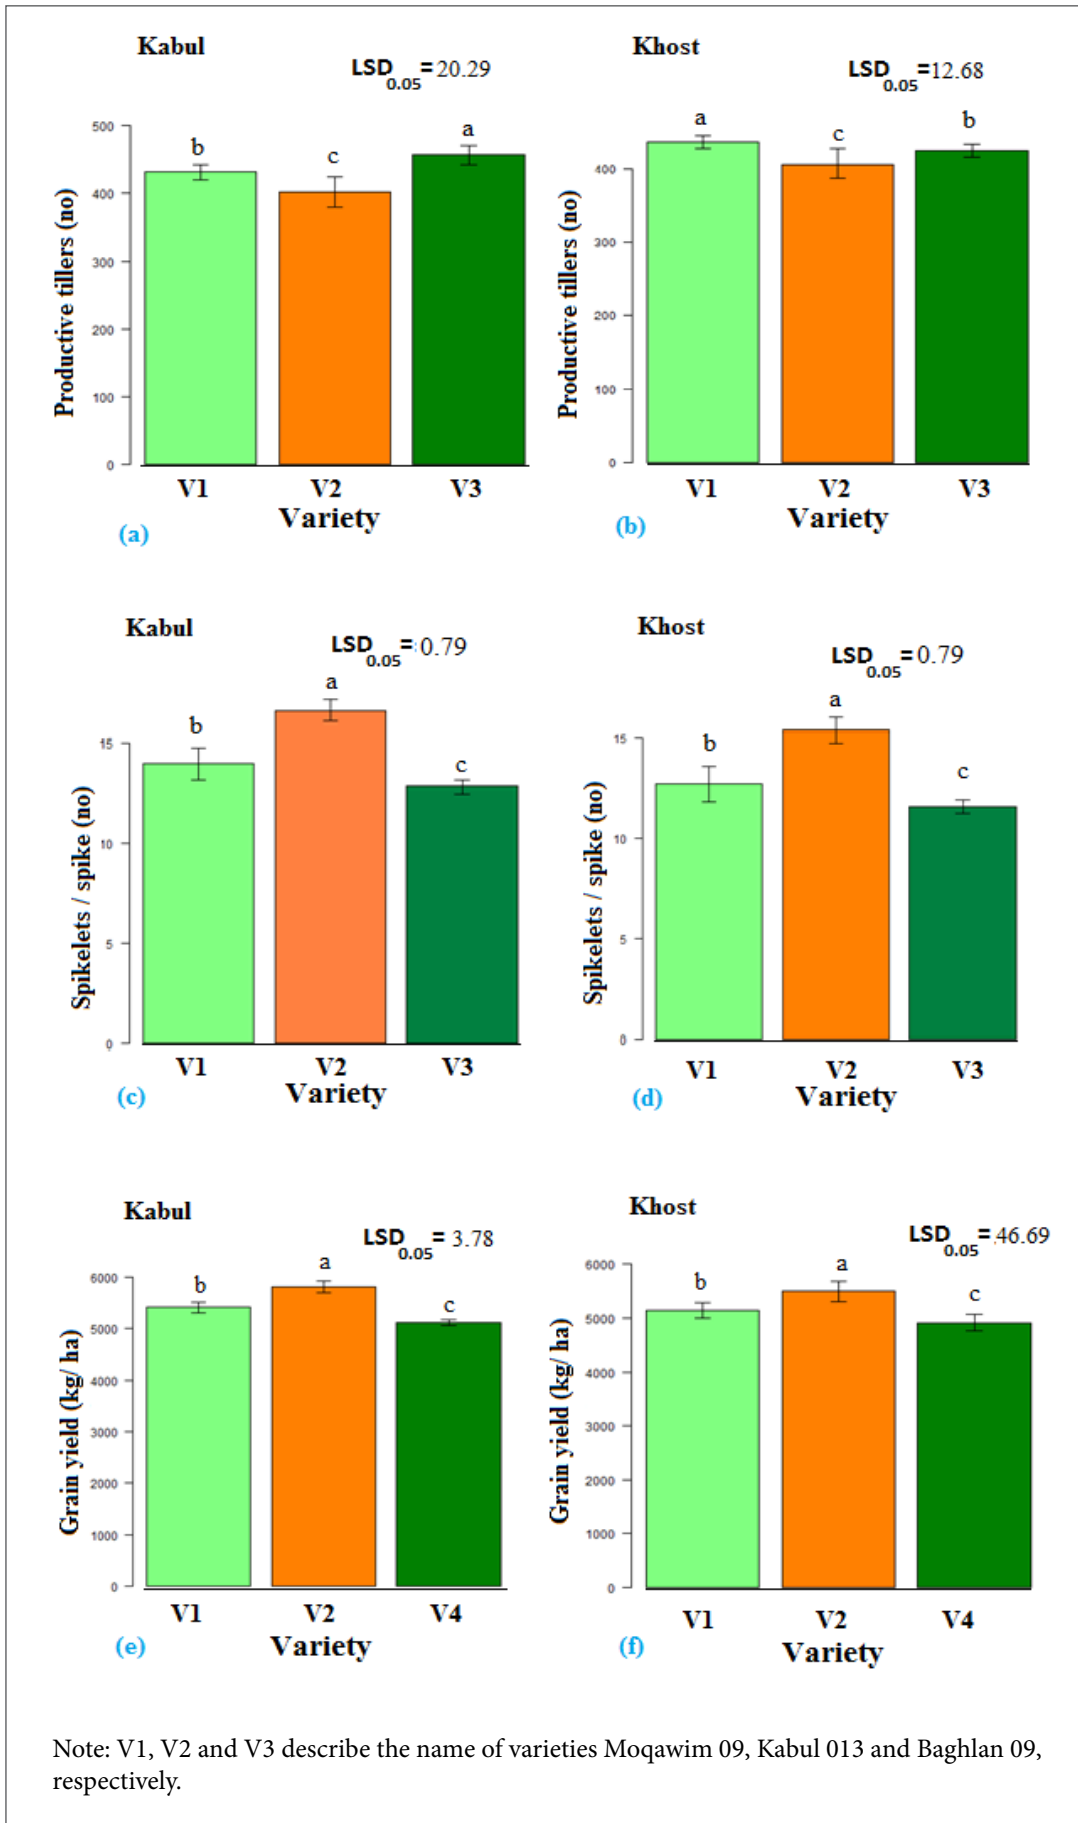 Kabul
LSD0.05= 20.29
Productive tillers (no)
500
400
300
200
100
0
b
c
a
V1 V2 V3
Variety
(a)
Khost
LSD0.05=12.68
Productive tillers (no)
400
300
200
100
0
a
c
b
V1 V2 V3
Variety
(b)
Kabul
LSD0.05= 0.79
Spikelets / spike (no)
15
10
5
0
b
a
c
V1 V2 V3
Variety
(c)
Khost
LSD0.05= 0.79
Spikelets / spike (no)
15
10
5
0
b
a
c
V1 V2 V3
Variety
(d)
Kabul
LSD0.05= 3.78
Grain yield (kg/ ha)
6000
5000
4000
3000
2000
1000
0
b
a
c
V1 V2 V4
Variety
(e)
Khost
LSD0.05= 46.69
Grain yield (kg/ ha)
6000
5000
4000
3000
2000
1000
0
b
a
c
V1 V2 V4
Variety
(f)
Note: V1, V2 and V3 describe the name of varieties Moqawim 09, Kabul 013 and Baghlan 09,
respectively.